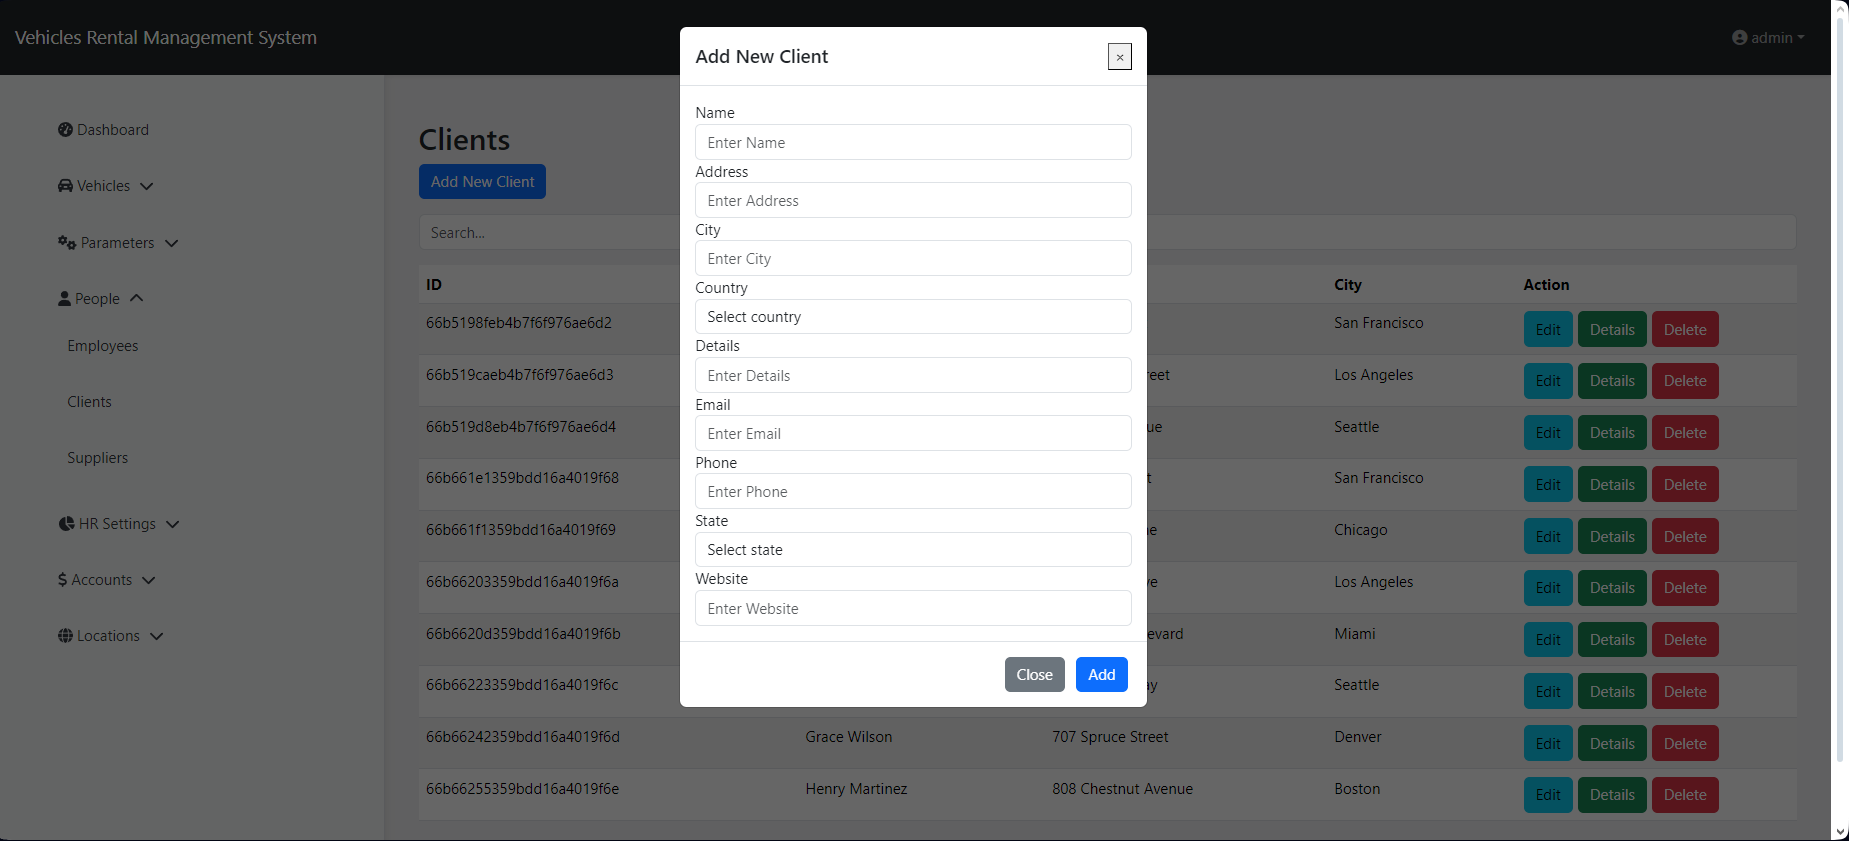 Vehicles Rental Management System
admin
Dashboard
Vehicles
Parameters
People
Employees
Clients
Suppliers
HR Settings
Accounts
Locations
Clients
Add New Client
Search...
ID City Action
66b5198feb4b7f6f976ae6d2 San Francisco Edit Details Delete
66b519caeb4b7f6f976ae6d3 reet Los Angeles Edit Details Delete
66b519d8eb4b7f6f976ae6d4 ue Seattle Edit Details Delete
66b661e1359bdd16a4019f68 t San Francisco Edit Details Delete
66b661f1359bdd16a4019f69 e Chicago Edit Details Delete
66b66203359bdd16a4019f6a ve Los Angeles Edit Details Delete
66b6620d359bdd16a4019f6b evard Miami Edit Details Delete
66b66223359bdd16a4019f6c ay Seattle Edit Details Delete
66b66242359bdd16a4019f6d Grace Wilson 707 Spruce Street Denver Edit Details Delete
66b66255359bdd16a4019f6e Henry Martinez 808 Chestnut Avenue Boston Edit Details Delete
Add New Client
×
Name
Enter Name
Address
Enter Address
City
Enter City
Country
Select country
Details
Enter Details
Email
Enter Email
Phone
Enter Phone
State
Select state
Website
Enter Website
Close Add